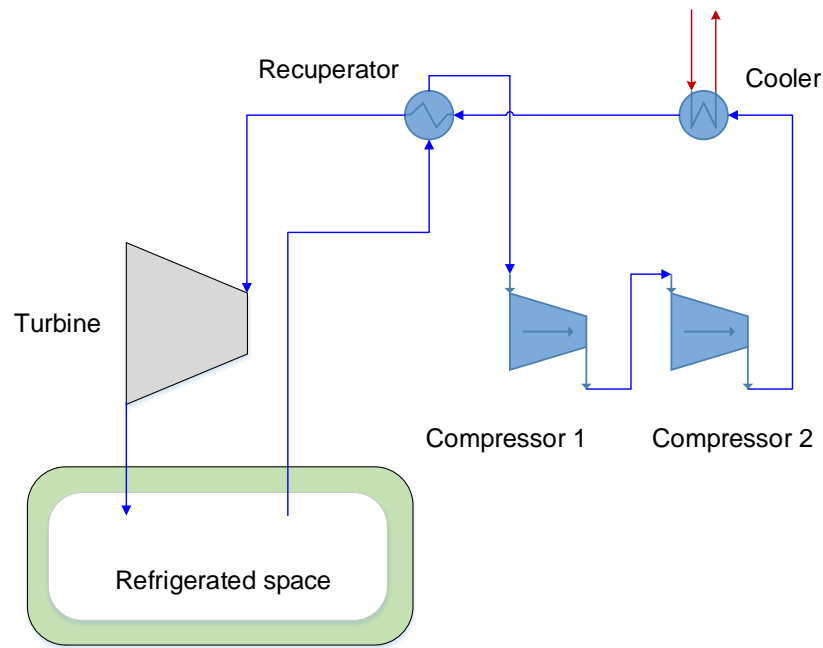 Recuperator
Cooler
Turbine
Compressor 1
Compressor 2
Refrigerated space